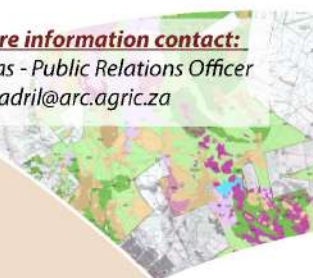 re information contact:
as - Public Relations Officer
adril@arc.agric.za